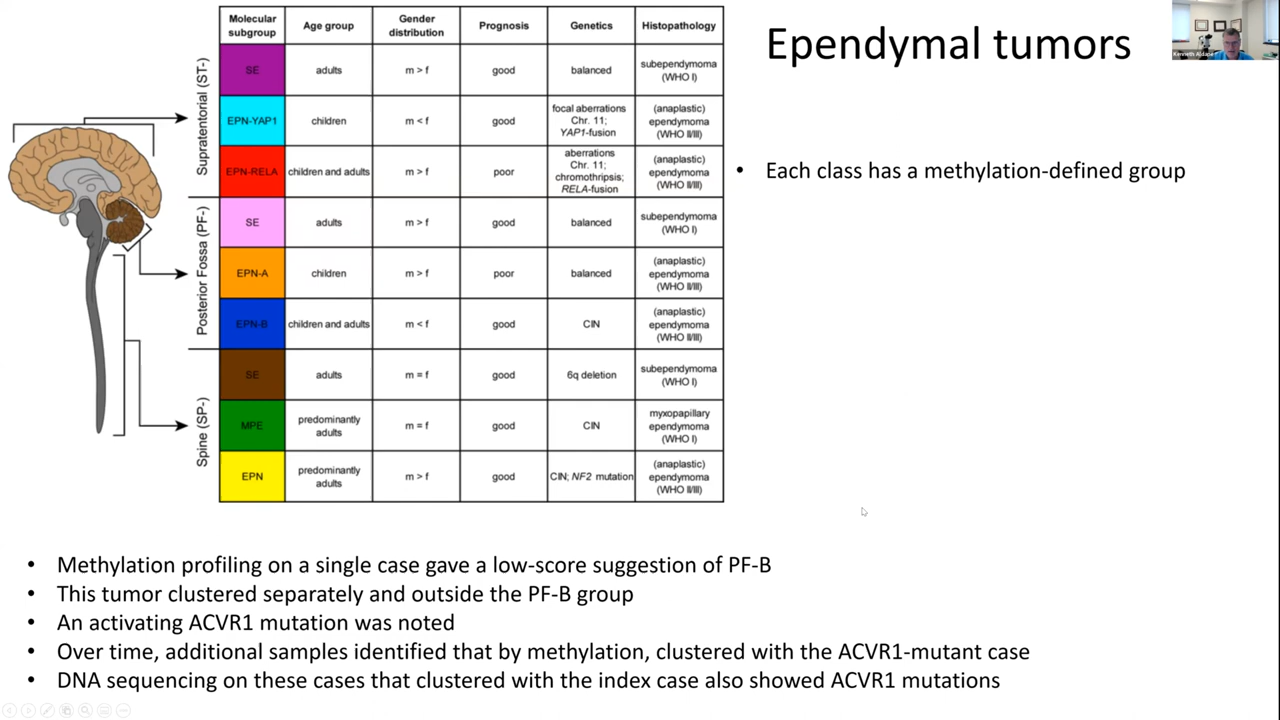 Ependymal tumors
Kenneth Aldape
Molecular subgroup
Age group
Gender distribution
Prognosis
Genetics
Histopathology
Supratentorial (ST-)
SE
adults
m > f
good
balanced
subependymoma
(WHO I)
EPN-YAP1
children
m < f
good
focal aberrations
Chr. 11;
YAP1-fusion
(anaplastic)
ependymoma
(WHO II/III)
EPN-RELA
children and adults
m > f
poor
aberrations
Chr. 11;
chromothripsis;
RELA-fusion
(anaplastic)
ependymoma
(WHO II/III)
Posterior Fossa (PF-)
SE
adults
m > f
good
balanced
subependymoma
(WHO I)
EPN-A
children
m > f
poor
balanced
(anaplastic)
ependymoma
(WHO II/III)
EPN-B
children and adults
m < f
good
CIN
(anaplastic)
ependymoma
(WHO II/III)
Spine (SP-)
SE
adults
m = f
good
6q deletion
subependymoma
(WHO I)
MPE
predominantly
adults
m = f
good
CIN
myxopapillary
ependymoma
(WHO I)
EPN
predominantly
adults
m > f
good
CIN; NF2 mutation
(anaplastic)
ependymoma
(WHO II/III)
• Each class has a methylation-defined group
• Methylation profiling on a single case gave a low-score suggestion of PF-B
• This tumor clustered separately and outside the PF-B group
• An activating ACVR1 mutation was noted
• Over time, additional samples identified that by methylation, clustered with the ACVR1-mutant case
• DNA sequencing on these cases that clustered with the index case also showed ACVR1 mutations